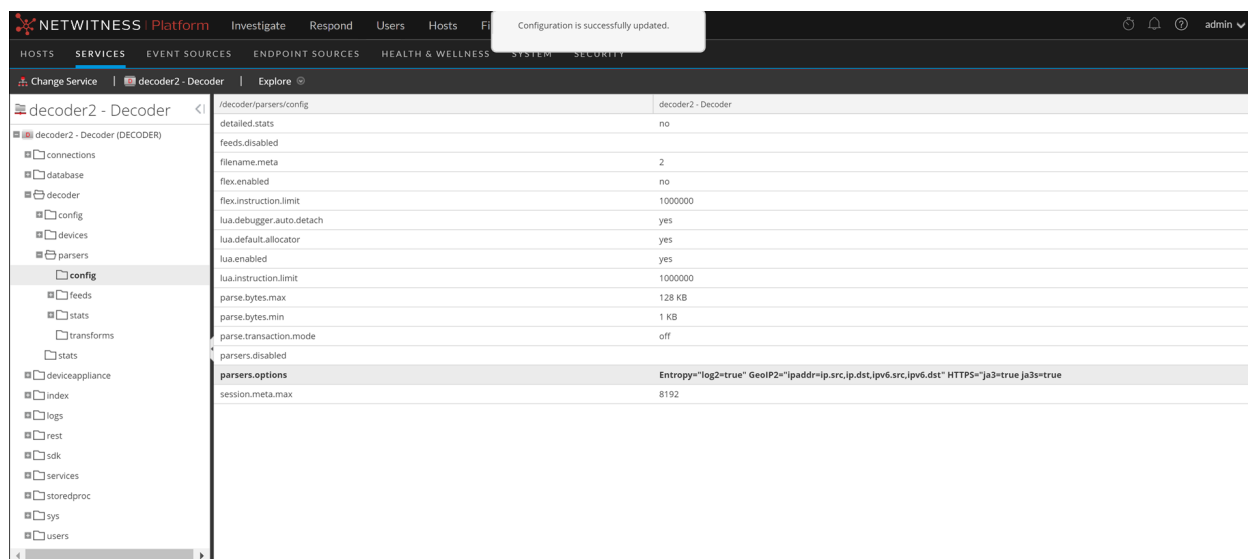 NETWITNESS Platform Investigate Respond Users Hosts Fi admin
Configuration is successfully updated.
HOSTS SERVICES EVENT SOURCES ENDPOINT SOURCES HEALTH & WELLNESS SYSTEM SECURITY
Change Service | decoder2 - Decoder | Explore
decoder2 - Decoder
decoder2 - Decoder (DECODER)
connections
database
decoder
config
devices
parsers
config
feeds
stats
transforms
stats
deviceappliance
index
logs
rest
sdk
services
storedproc
sys
users
/decoder/parsers/config decoder2 - Decoder
detailed.stats no
feeds.disabled
filename.meta 2
flex.enabled no
flex.instruction.limit 1000000
lua.debugger.auto.detach yes
lua.default.allocator yes
lua.enabled yes
lua.instruction.limit 1000000
parse.bytes.max 128 KB
parse.bytes.min 1 KB
parse.transaction.mode off
parsers.disabled
parsers.options Entropy="log2=true" GeoIP2="ipaddr=ip.src,ip.dst,ipv6.src,ipv6.dst" HTTPS="ja3=true ja3s=true
session.meta.max 8192